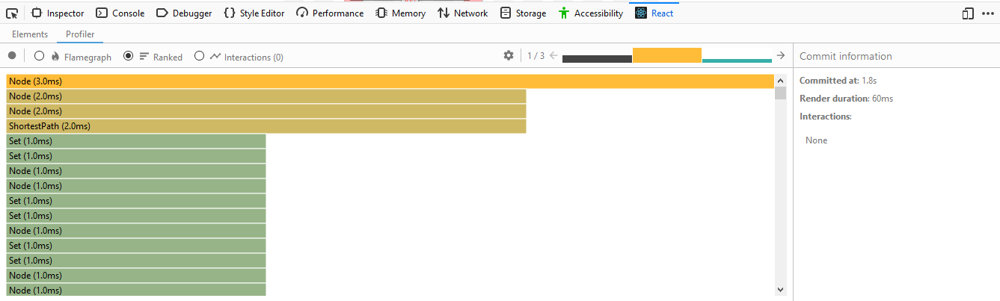 Inspector Console Debugger Style Editor Performance Memory Network Storage Accessibility React
Elements Profiler
Flamegraph Ranked Interactions (0) 1 / 3 Commit information
Node (3.0ms) Committed at: 1.8s
Node (2.0ms) Render duration: 60ms
Node (2.0ms) Interactions:
ShortestPath (2.0ms)
Set (1.0ms) None
Set (1.0ms)
Node (1.0ms)
Node (1.0ms)
Set (1.0ms)
Set (1.0ms)
Node (1.0ms)
Set (1.0ms)
Set (1.0ms)
Node (1.0ms)
Node (1.0ms)